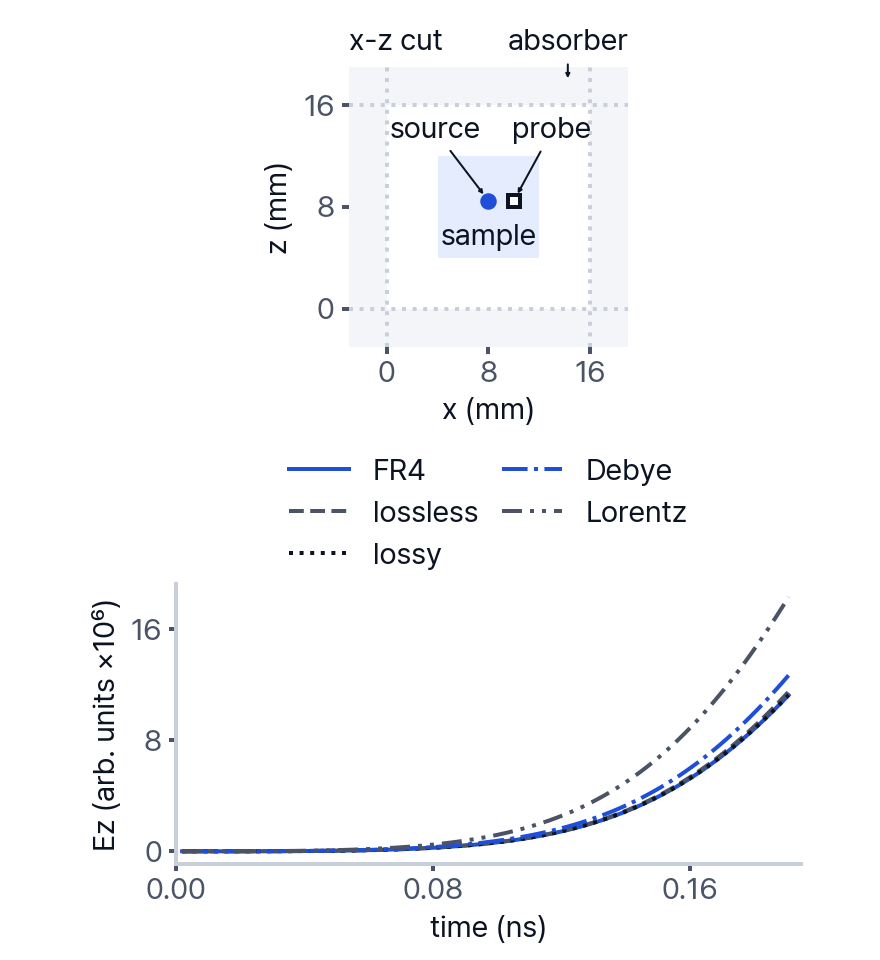 x-z cut
absorber
16
source
probe
z (mm)
8
sample
0
0
8
16
x (mm)
FR4
Debye
lossless
Lorentz
lossy
Ez (arb. units ×10⁶)
16
8
0
0.00
0.08
0.16
time (ns)